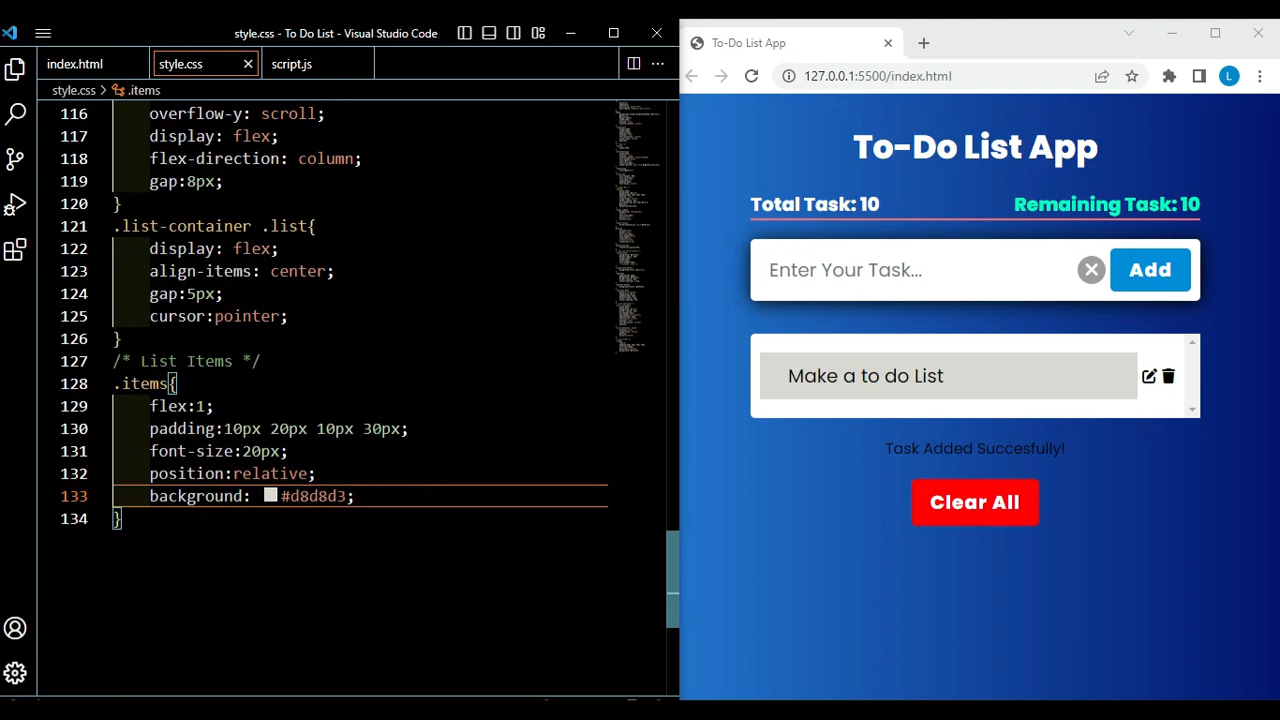 style.css - To Do List - Visual Studio Code
index.html
style.css
script.js
style.css > .items
116 overflow-y: scroll;
117 display: flex;
118 flex-direction: column;
119 gap:8px;
120 }
121 .list-container .list{
122 display: flex;
123 align-items: center;
124 gap:5px;
125 cursor:pointer;
126 }
127 /* List Items */
128 .items{
129 flex:1;
130 padding:10px 20px 10px 30px;
131 font-size:20px;
132 position:relative;
133 background: #d8d8d3;
134 }
To-Do List App
127.0.0.1:5500/index.html
L
To-Do List App
Total Task: 10
Remaining Task: 10
Enter Your Task...
Add
Make a to do List
Task Added Succesfully!
Clear All